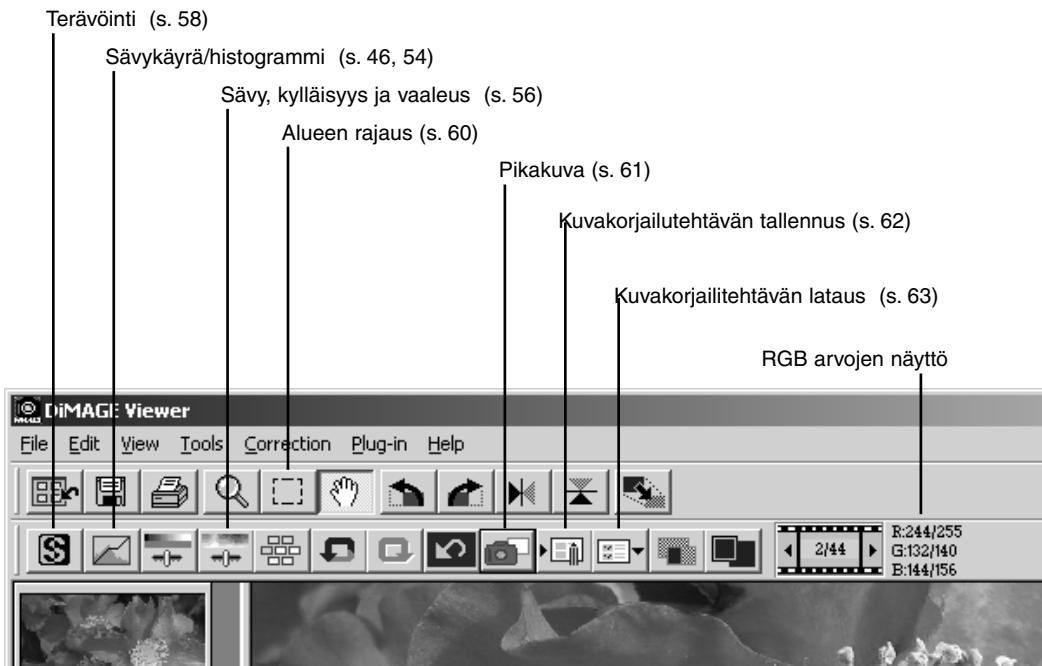 Terävöinti (s. 58)
Sävykäyrä/histogrammi (s. 46, 54)
Sävy, kylläisyys ja vaaleus (s. 56)
Alueen rajaus (s. 60)
Pikakuva (s. 61)
Kuvakorjailutehtävän tallennus (s. 62)
Kuvakorjailitehtävän lataus (s. 63)
RGB arvojen näyttö
DiMAGE Viewer
File Edit View Tools Correction Plug-in Help
S
2/44
R:244/255
G:132/140
B:144/156